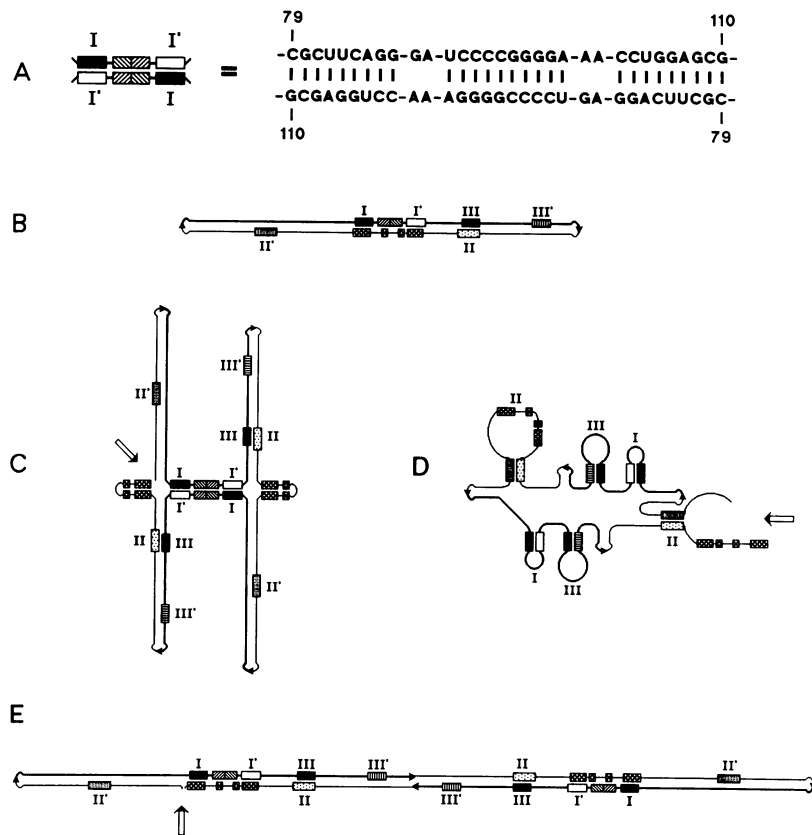 79 110
I I'
A = -CGCUUCAGG-GA-UCCCCGGGGA-AA-CCUGGAGCG-
-GCGAGGUCC-AA-AGGGGCCCCU-GA-GGACUUCGC-
I' I
110 79
I I' III III'
B
II' II
III'
II'
III II
C
I I'
I' I
II III
II'
III'
II III I
D
II
I III
E
I I' III III' II II'
II' II III' III I' I